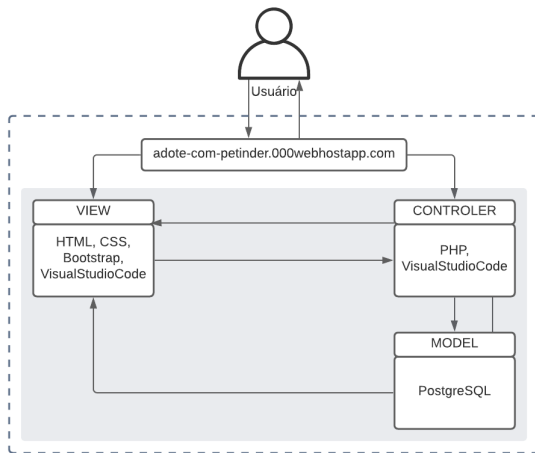 Usuário
adote-com-petinder.000webhostapp.com
VIEW
HTML, CSS,
Bootstrap,
VisualStudioCode
CONTROLER
PHP,
VisualStudioCode
MODEL
PostgreSQL